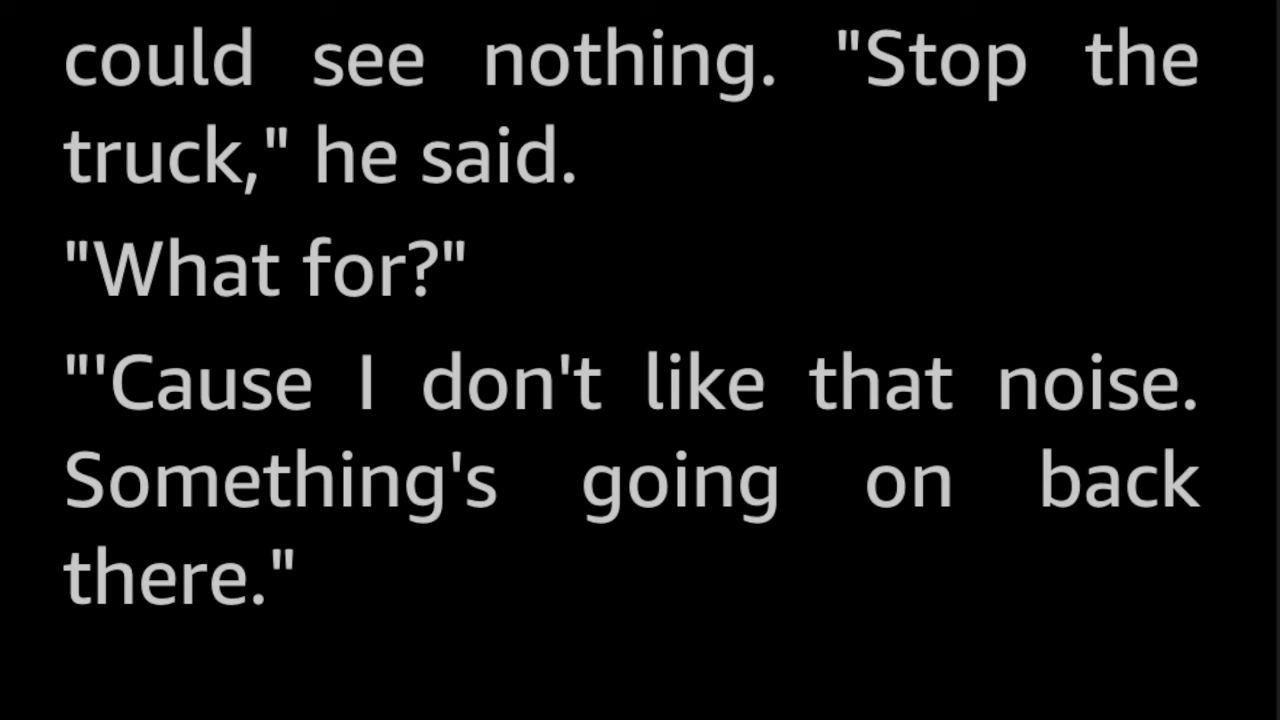 could see nothing. "Stop the
truck," he said.
"What for?"
"'Cause I don't like that noise.
Something's going on back
there."